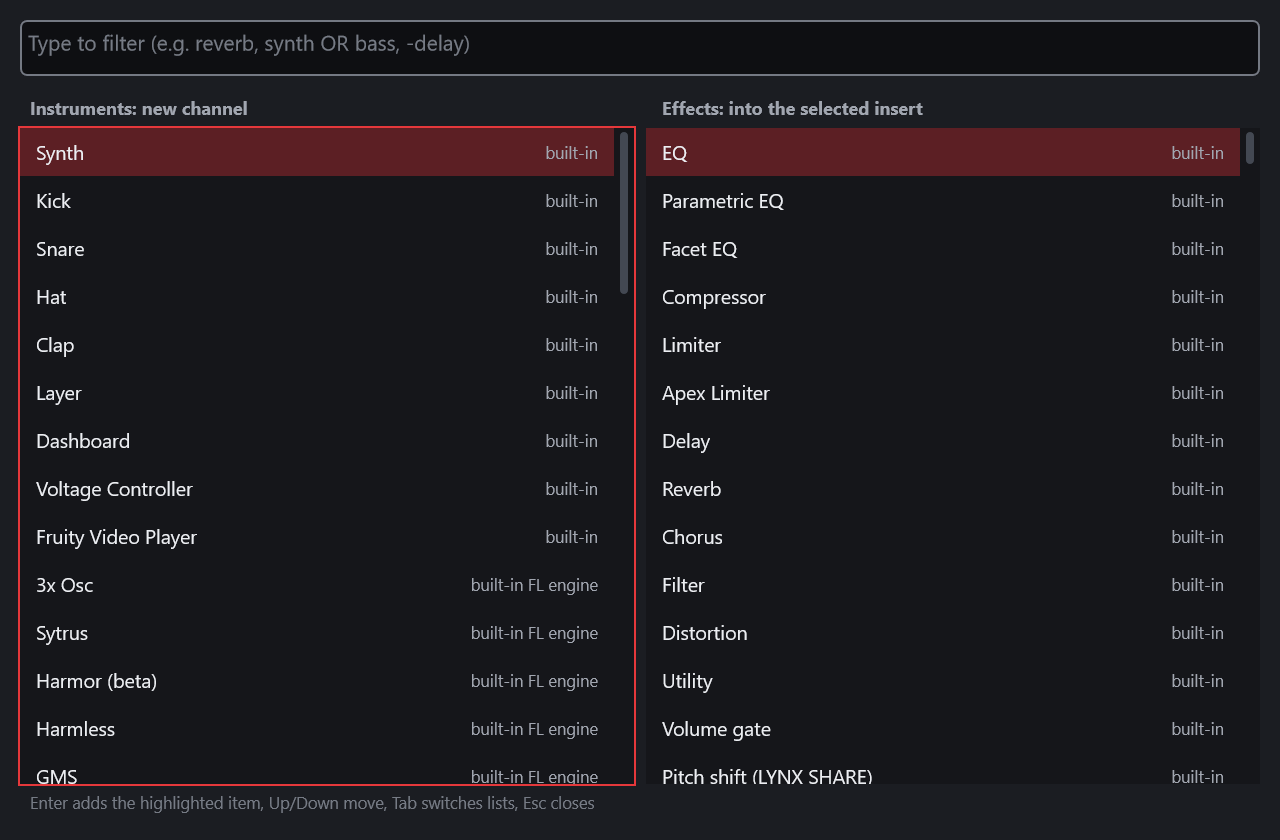 Type to filter (e.g. reverb, synth OR bass, -delay)
Instruments: new channel
Synth built-in
Kick built-in
Snare built-in
Hat built-in
Clap built-in
Layer built-in
Dashboard built-in
Voltage Controller built-in
Fruity Video Player built-in
3x Osc built-in FL engine
Sytrus built-in FL engine
Harmor (beta) built-in FL engine
Harmless built-in FL engine
GMS built-in FL engine
Effects: into the selected insert
EQ built-in
Parametric EQ built-in
Facet EQ built-in
Compressor built-in
Limiter built-in
Apex Limiter built-in
Delay built-in
Reverb built-in
Chorus built-in
Filter built-in
Distortion built-in
Utility built-in
Volume gate built-in
Pitch shift (LYNX SHARE) built-in
Enter adds the highlighted item, Up/Down move, Tab switches lists, Esc closes